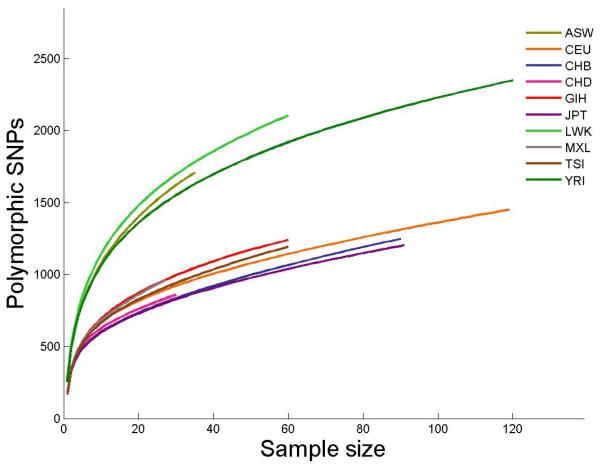 ASW
CEU
CHB
CHD
GIH
JPT
LWK
MXL
TSI
YRI
Polymorphic SNPs
2500
2000
1500
1000
500
0
0 20 40 60 80 100 120
Sample size